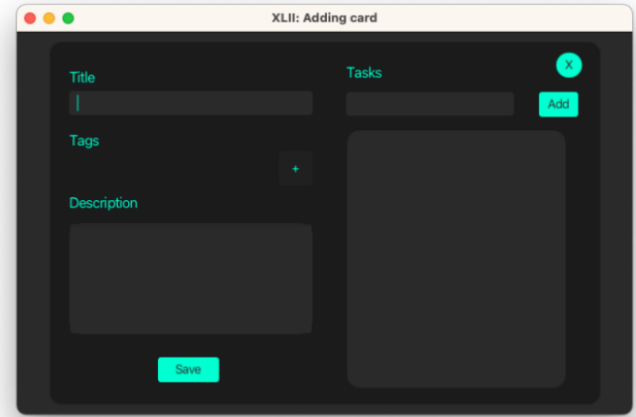 XLII: Adding card
Title
Tags
+
Description
Save
Tasks
X
Add